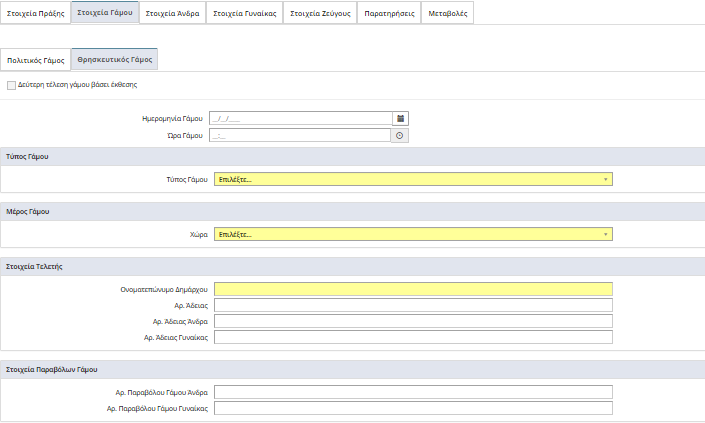 Στοιχεία Πράξης Στοιχεία Γάμου Στοιχεία Άνδρα Στοιχεία Γυναίκας Στοιχεία Ζεύγους Παρατηρήσεις Μεταβολές
Πολιτικός Γάμος Θρησκευτικός Γάμος
Δεύτερη τέλεση γάμου βάσει έκθεσης
Ημερομηνία Γάμου __/__/____
Ώρα Γάμου __:__
Τύπος Γάμου
Τύπος Γάμου Επιλέξτε...
Μέρος Γάμου
Χώρα Επιλέξτε...
Στοιχεία Τελετής
Ονοματεπώνυμο Δημάρχου
Αρ. Άδειας
Αρ. Άδειας Άνδρα
Αρ. Άδειας Γυναίκας
Στοιχεία Παραβόλων Γάμου
Αρ. Παραβόλου Γάμου Άνδρα
Αρ. Παραβόλου Γάμου Γυναίκας